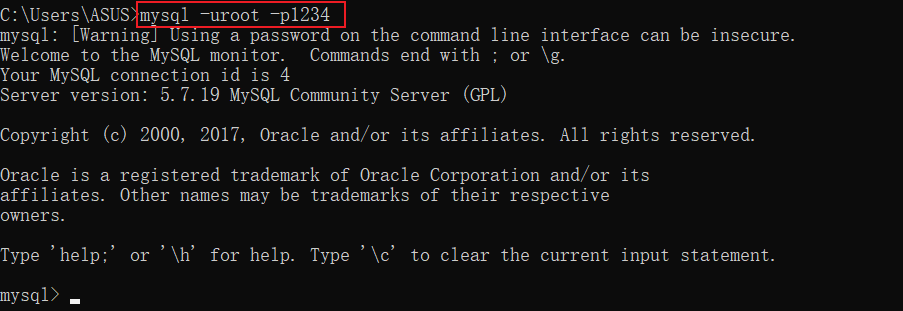 C:\Users\ASUS>mysql -uroot -p1234
mysql: [Warning] Using a password on the command line interface can be insecure.
Welcome to the MySQL monitor.  Commands end with ; or \g.
Your MySQL connection id is 4
Server version: 5.7.19 MySQL Community Server (GPL)
Copyright (c) 2000, 2017, Oracle and/or its affiliates. All rights reserved.
Oracle is a registered trademark of Oracle Corporation and/or its
affiliates. Other names may be trademarks of their respective
owners.
Type 'help;' or '\h' for help. Type '\c' to clear the current input statement.
mysql>